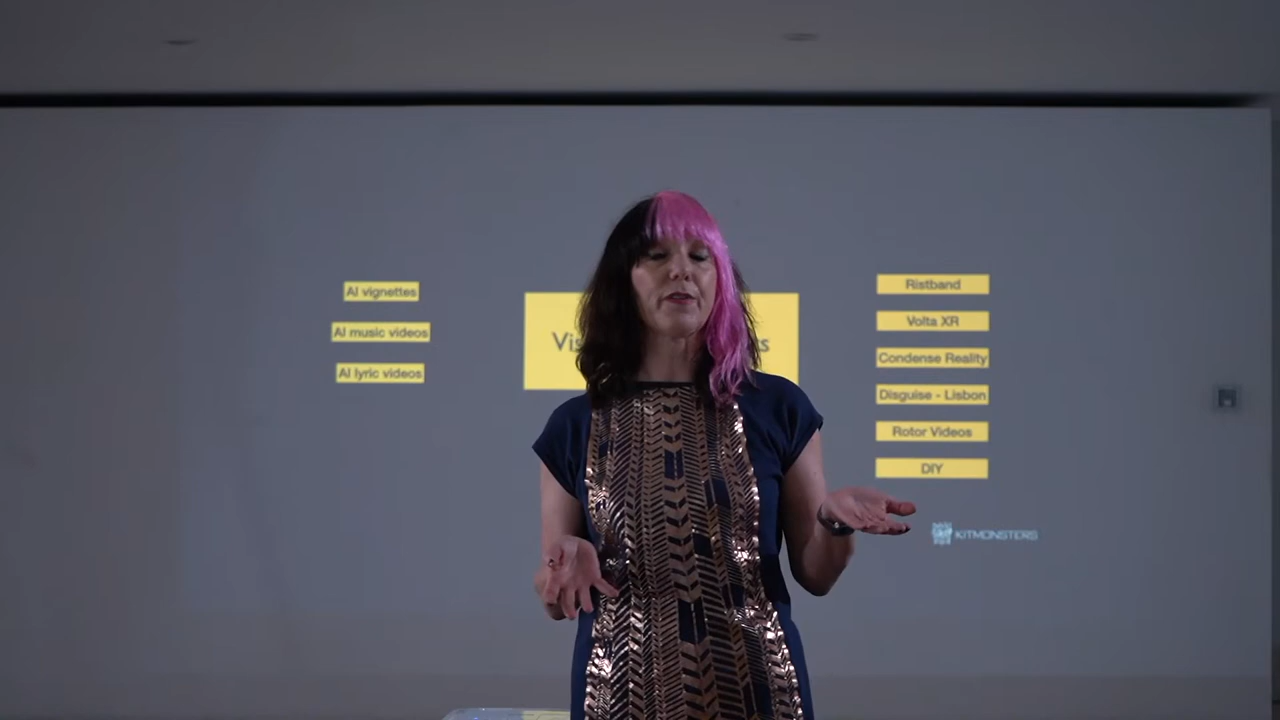 AI vignettes
AI music videos
AI lyric videos
Ristband
Volta XR
Condense Reality
Disguise - Lisbon
Rotor Videos
DIY
KITMONSTERS